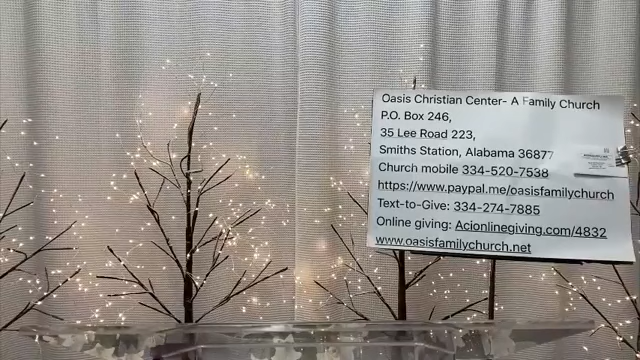 Oasis Christian Center- A Family Church
P.O. Box 246,
35 Lee Road 223,
Smiths Station, Alabama 36877
Church mobile 334-520-7538
https://www.paypal.me/oasisfamilychurch
Text-to-Give: 334-274-7885
Online giving: Acionlinegiving.com/4832
www.oasisfamilychurch.net